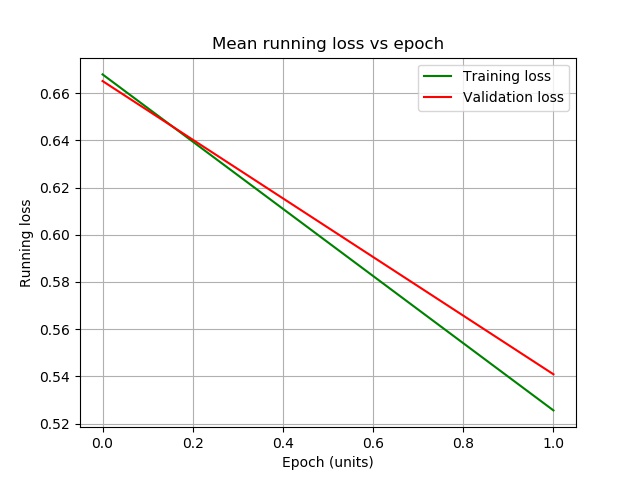 Mean running loss vs epoch
Training loss
Validation loss
Running loss
0.66
0.64
0.62
0.60
0.58
0.56
0.54
0.52
0.0 0.2 0.4 0.6 0.8 1.0
Epoch (units)